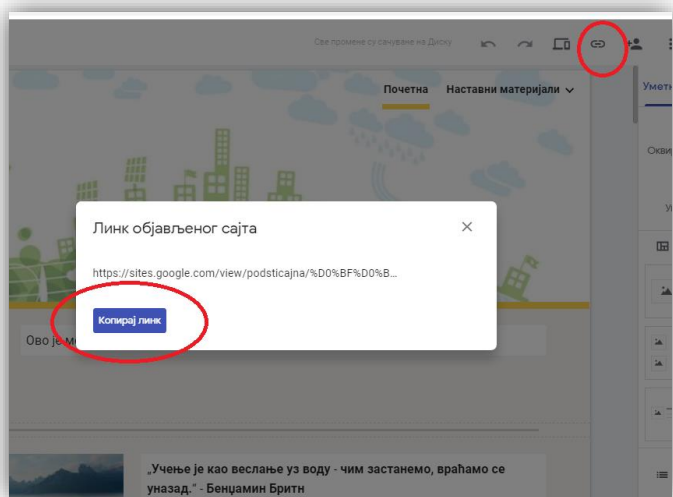 Све промене су сачуване на Диску
Почетна Наставни материјали
Линк објављеног сајта
https://sites.google.com/view/podsticajna/%D0%BF%D0%B...
Копирај линк
Ово је
„Учење је као веслање уз воду - чим застанемо, враћамо се
уназад." - Бенџамин Бритн